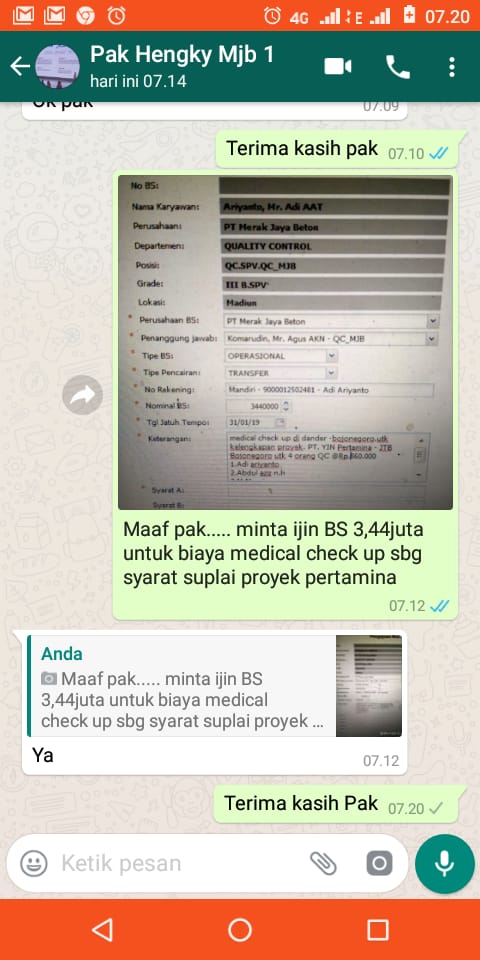 4G
E
07.20
Pak Hengky Mjb 1
hari ini 07.14
Ok pak
07.09
Terima kasih pak 07.10
No BS:
Nama Karyawan: Ariyanto, Mr. Adi AAT
Perusahaan: PT Merak Jaya Beton
Departemen: QUALITY CONTROL
Posisi: QC.SPV.QC_MJB
Grade: III B.SPV
Lokasi: Madiun
* Perusahaan BS: PT Merak Jaya Beton
* Penanggung jawab: Komarudin, Mr. Agus AKN - QC_MJB
* Tipe BS: OPERASIONAL
* Tipe Pencairan: TRANSFER
* No Rekening: Mandiri - 9000012502481 - Adi Ariyanto
* Nominal BS: 3440000
* Tgl Jatuh Tempo: 31/01/19
* Keterangan: medical check up di dander -bojonegoro.utk
kelengkapan proyek. PT. YIN Pertamina - JTB
Bojonegoro utk 4 orang QC @Rp.860.000
1.Adi ariyanto
2.Abdul aziz n.h
Syarat A:
Syarat B:
Maaf pak..... minta ijin BS 3,44juta
untuk biaya medical check up sbg
syarat suplai proyek pertamina
07.12
Anda
Maaf pak..... minta ijin BS
3,44juta untuk biaya medical
check up sbg syarat suplai proyek ...
Ya 07.12
Terima kasih Pak 07.20
Ketik pesan